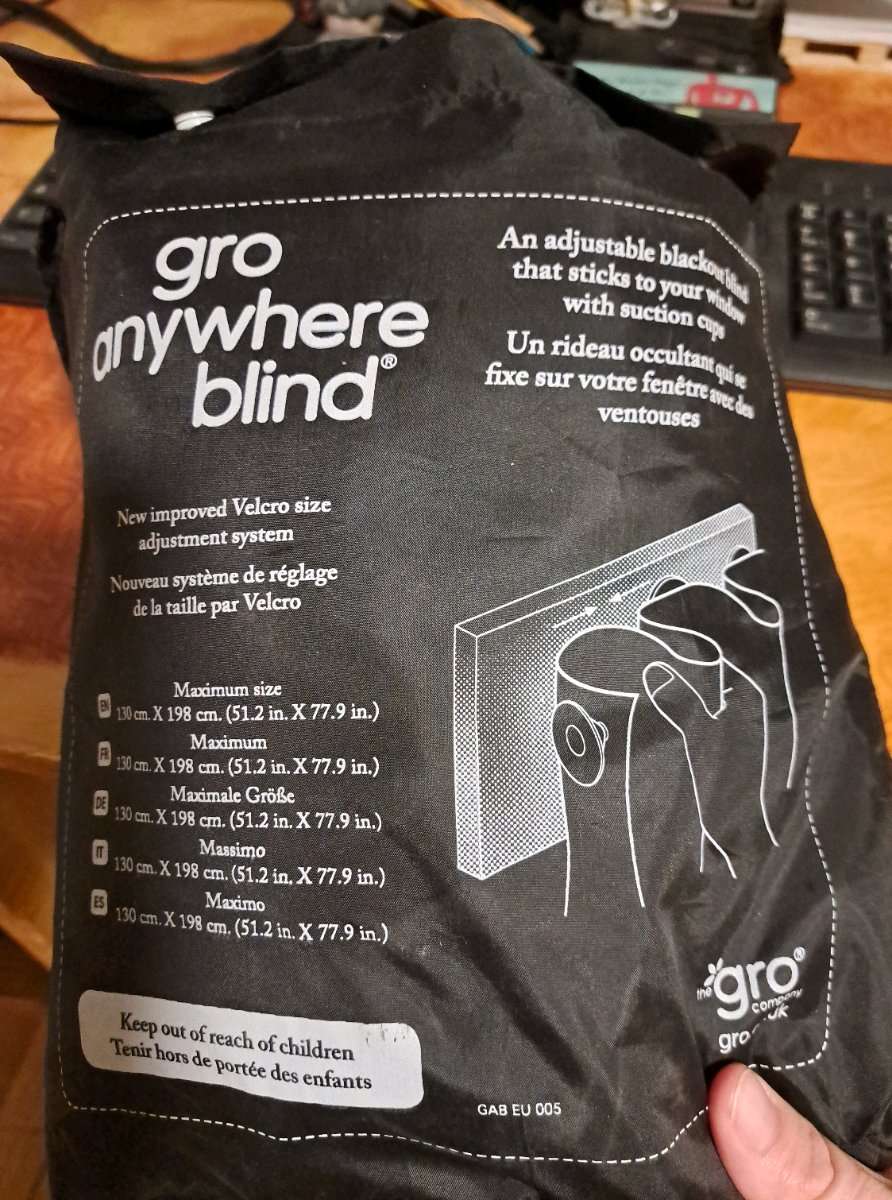 gro
anywhere
blind®
An adjustable blackout blind
that sticks to your window
with suction cups
Un rideau occultant qui se
fixe sur votre fenêtre avec des
ventouses
New improved Velcro size
adjustment system
Nouveau système de réglage
de la taille par Velcro
Maximum size
EN 130 cm. X 198 cm. (51.2 in. X 77.9 in.)
Maximum
FR 130 cm. X 198 cm. (51.2 in. X 77.9 in.)
Maximale Größe
DE 130 cm. X 198 cm. (51.2 in. X 77.9 in.)
Massimo
IT 130 cm. X 198 cm. (51.2 in. X 77.9 in.)
Maximo
ES 130 cm. X 198 cm. (51.2 in. X 77.9 in.)
the gro®
company
Keep out of reach of children
Tenir hors de portée des enfants
GAB EU 005